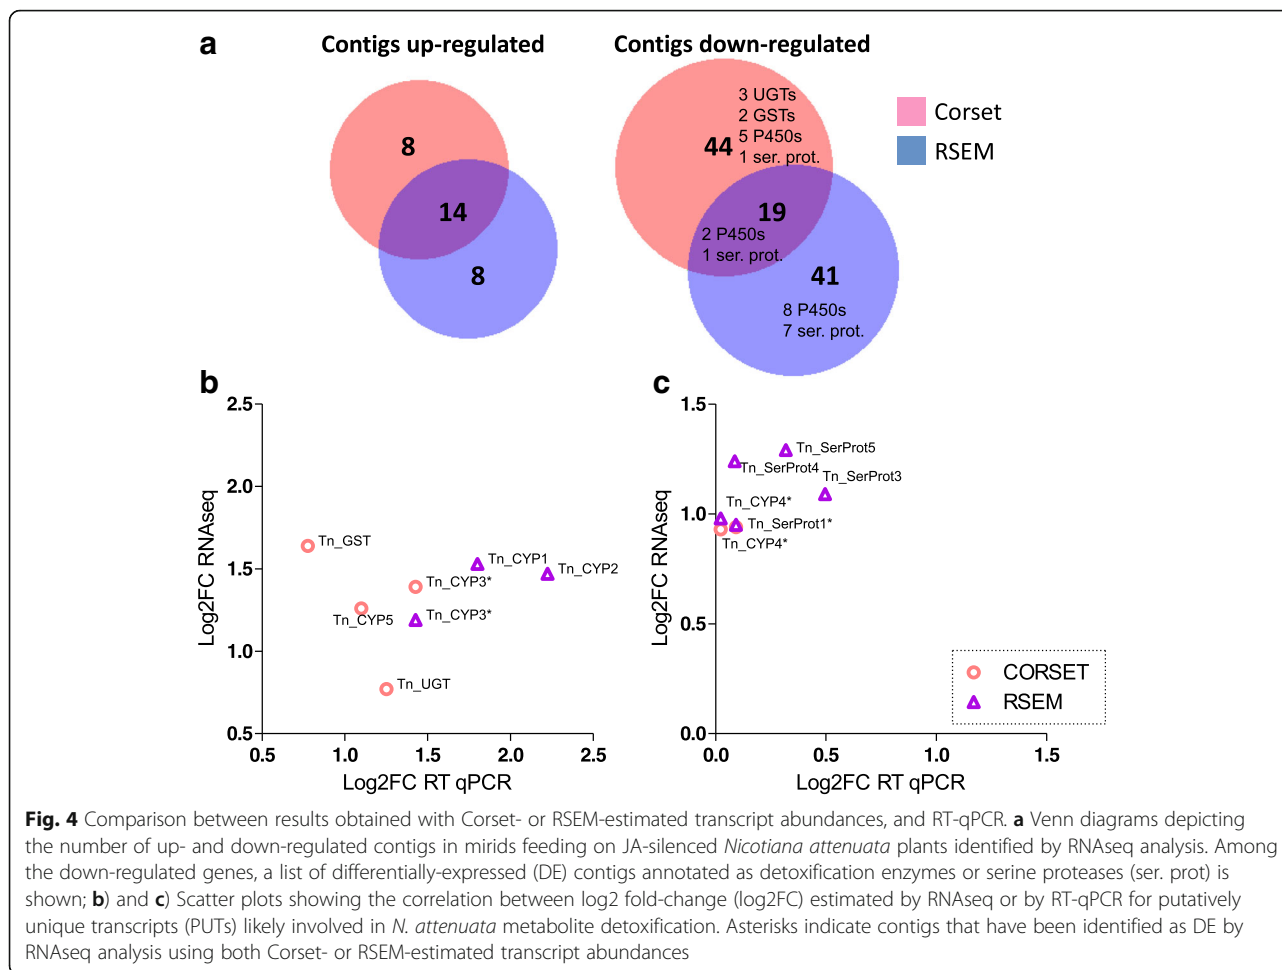 a
Contigs up-regulated
Contigs down-regulated
8
14
8
3 UGTs
2 GSTs
5 P450s
1 ser. prot.
44
19
2 P450s
1 ser. prot.
41
8 P450s
7 ser. prot.
Corset
RSEM
b
Log2FC RNAseq
2.5
2.0
1.5
1.0
0.5
Tn_GST
Tn_CYP1
Tn_CYP2
Tn_CYP3*
Tn_CYP5
Tn_CYP3*
Tn_UGT
0.5 1.0 1.5 2.0 2.5
Log2FC RT qPCR
c
Log2FC RNAseq
1.5
1.0
0.5
0.0
Tn_SerProt5
Tn_SerProt4
Tn_SerProt3
Tn_CYP4*
Tn_SerProt1*
Tn_CYP4*
CORSET
RSEM
0.0 0.5 1.0 1.5
Log2FC RT qPCR
Fig. 4 Comparison between results obtained with Corset- or RSEM-estimated transcript abundances, and RT-qPCR. a Venn diagrams depicting
the number of up- and down-regulated contigs in mirids feeding on JA-silenced Nicotiana attenuata plants identified by RNAseq analysis. Among
the down-regulated genes, a list of differentially-expressed (DE) contigs annotated as detoxification enzymes or serine proteases (ser. prot) is
shown; b) and c) Scatter plots showing the correlation between log2 fold-change (log2FC) estimated by RNAseq or by RT-qPCR for putatively
unique transcripts (PUTs) likely involved in N. attenuata metabolite detoxification. Asterisks indicate contigs that have been identified as DE by
RNAseq analysis using both Corset- or RSEM-estimated transcript abundances